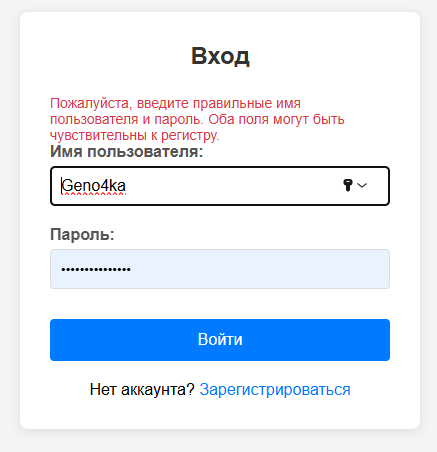 Вход
Пожалуйста, введите правильные имя
пользователя и пароль. Оба поля могут быть
чувствительны к регистру.
Имя пользователя:
Geno4ka
Пароль:
•••••••••••••••
Войти
Нет аккаунта? Зарегистрироваться